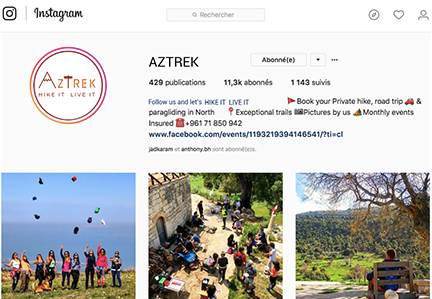 Instagram
Rechercher
AZTREK
HIKE IT LIVE IT
AZTREK
Abonné(e)
429 publications 11,3k abonnés 1 143 suivis
Follow us and let's HIKE IT LIVE IT 🚩Book your Private hike, road trip 🚗 &
paragliding in North 📍Exceptional trails 📷Pictures by us 🏕Monthly events
Insured ☎+961 71 850 942
www.facebook.com/events/1193219394146541/?ti=cl
jadkaram et anthony.bh sont abonné(e)s.